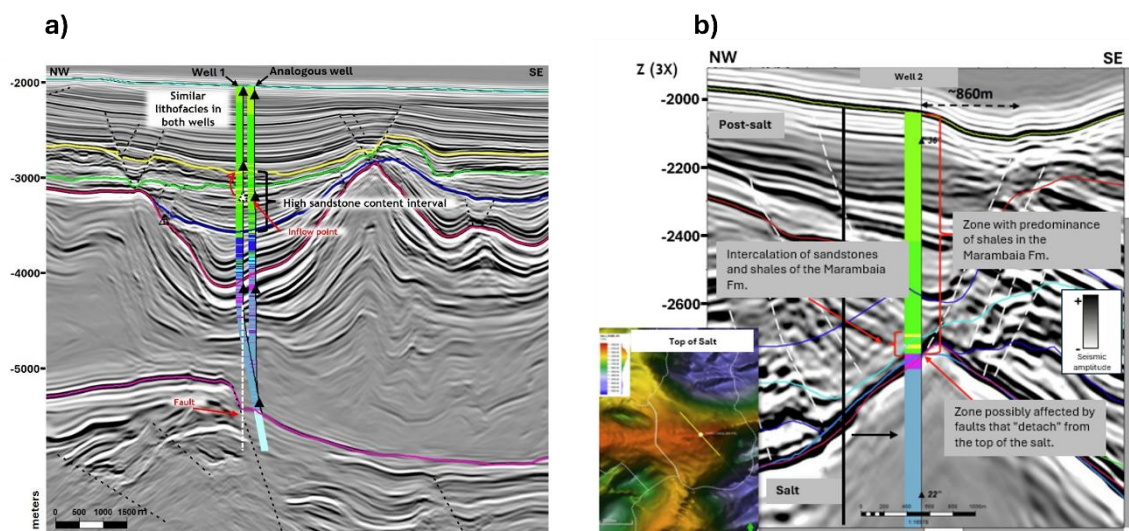 a)
b)
NW
Well 1
Analogous well
SE
-2000
Similar
lithofacies in
both wells
-3000
High sandstone content interval
Inflow point
-4000
-5000
Fault
meters
0
500
1000
1500m
NW
SE
Z (3X)
Well 2
~860m
-2000
36"
Post-salt
-2200
-2400
Intercalation of sandstones
and shales of the Marambaia
Fm.
Zone with predominance
of shales in the
Marambaia Fm.
-2600
+
-
Seismic
amplitude
Top of Salt
Zone possibly affected by
faults that "detach" from
the top of the salt.
Salt
22"